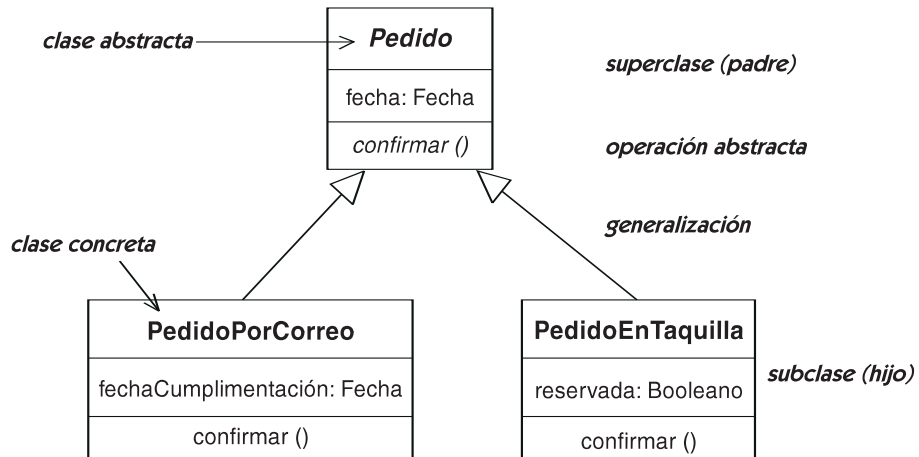 clase abstracta
Pedido
superclase (padre)
fecha: Fecha
confirmar ()
operación abstracta
generalización
clase concreta
PedidoPorCorreo
PedidoEnTaquilla
fechaCumplimentación: Fecha
reservada: Booleano
subclase (hijo)
confirmar ()
confirmar ()